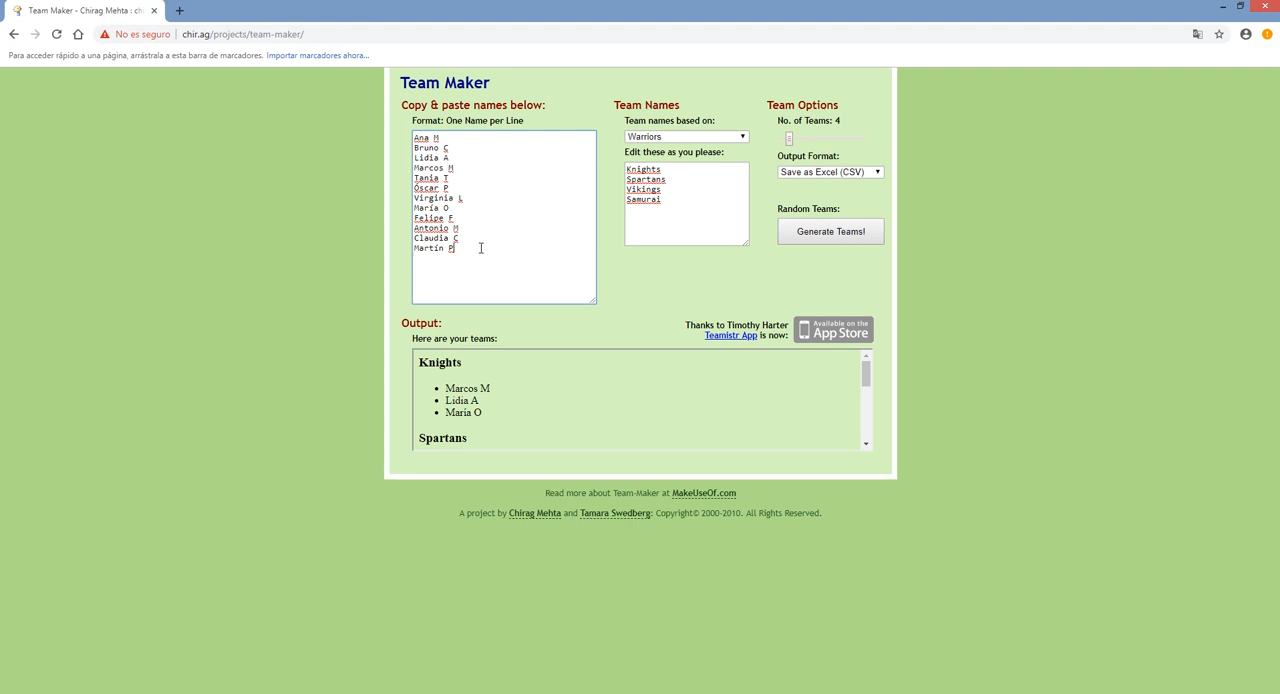 Team Maker - Chirag Mehta : chi
No es seguro | chir.ag/projects/team-maker/
Para acceder rápido a una página, arrástrala a esta barra de marcadores. Importar marcadores ahora...
Team Maker
Copy & paste names below:
Format: One Name per Line
Ana M
Bruno C
Lidia A
Marcos M
Tania T
Óscar P
Virginia L
María O
Felipe F
Antonio M
Claudia C
Martín P
Team Names
Team names based on:
Warriors
Edit these as you please:
Knights
Spartans
Vikings
Samurai
Team Options
No. of Teams: 4
Output Format:
Save as Excel (CSV)
Random Teams:
Generate Teams!
Output:
Here are your teams:
Thanks to Timothy Harter
Teamistr App is now:
Available on the
App Store
Knights
Marcos M
Lidia A
María O
Spartans
Read more about Team-Maker at MakeUseOf.com
A project by Chirag Mehta and Tamara Swedberg: Copyright© 2000-2010. All Rights Reserved.